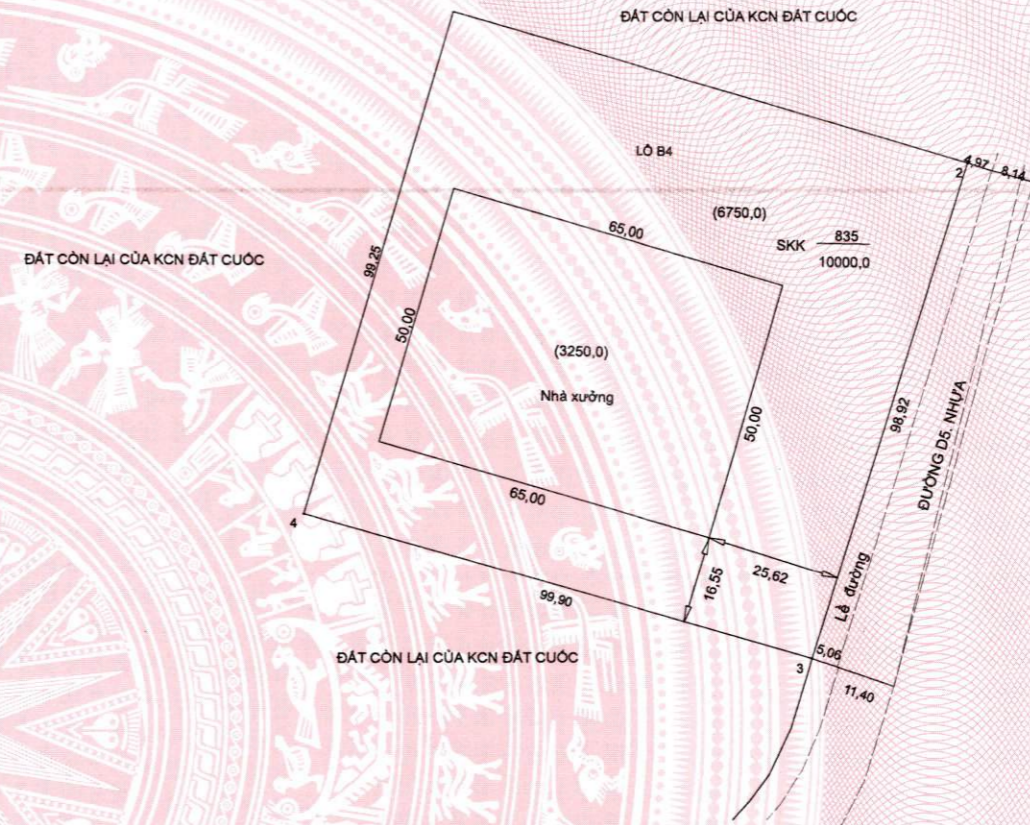 ĐẤT CÒN LẠI CỦA KCN ĐẤT CUỐC
LÔ B4
2
4,97
8,14
(6750,0)
65,00
SKK 835
10000,0
ĐẤT CÒN LẠI CỦA KCN ĐẤT CUỐC
99,25
50,00
(3250,0)
Nhà xưởng
50,00
98,92
ĐƯỜNG D5. NHỰA
65,00
4
25,62
16,55
99,90
Lề đường
ĐẤT CÒN LẠI CỦA KCN ĐẤT CUỐC
5,06
3
11,40